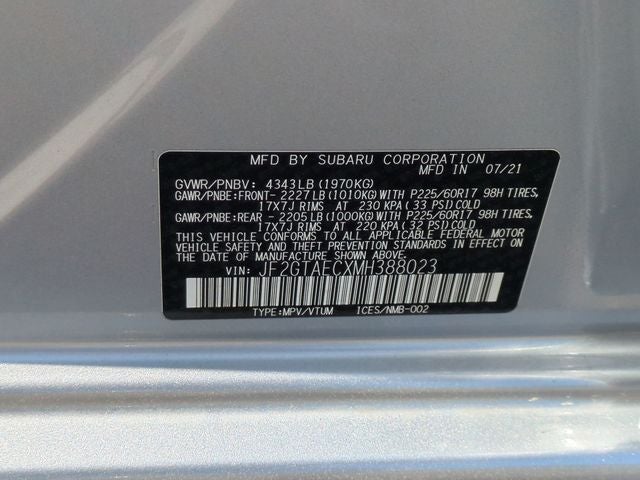 MFD BY SUBARU CORPORATION
MFD IN 07/21
GVWR/PNBV: 4343LB(1970KG)
GAWR/PNBE:FRONT- 2227LB(1010KG)WITH P225/60R17 98H TIRES,
17X7J RIMS AT 230 KPA(33 PSI)COLD
GAWR/PNBE:REAR - 2205LB(1000KG)WITH P225/60R17 98H TIRES,
17X7J RIMS AT 220 KPA(32 PSI)COLD
THIS VEHICLE CONFORMS TO ALL APPLICABLE FEDERAL MOTOR
VEHICLE SAFETY AND THEFT PREVENTION STANDARDS IN EFFECT ON
THE DATE OF MANUFACTURE SHOWN ABOVE.
VIN: JF2GTAECXMH388023
TYPE:MPV/VTUM ICES/NMB-002